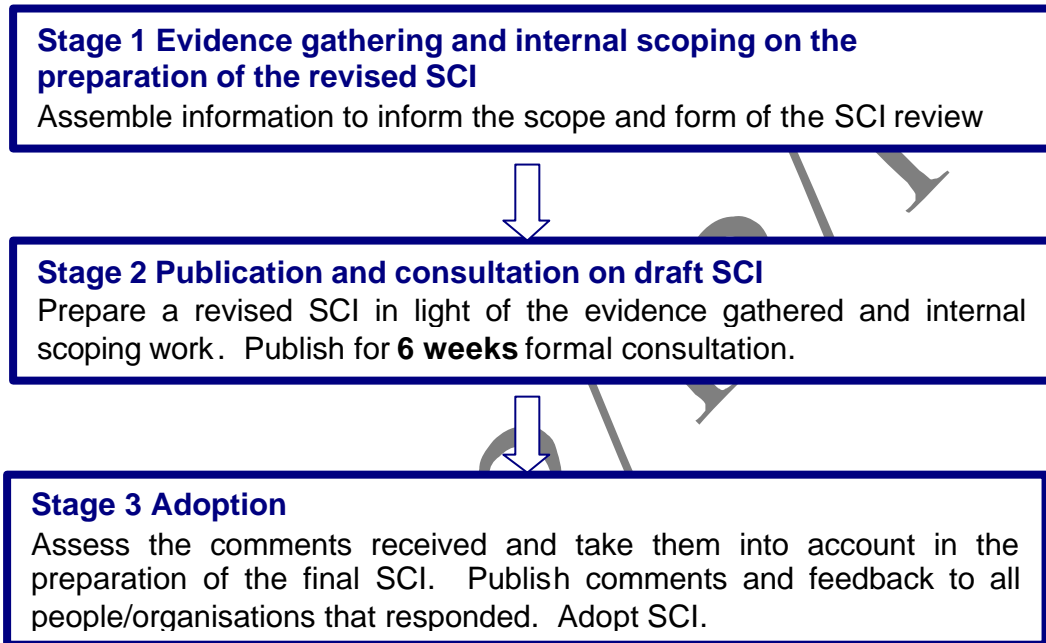 Stage 1 Evidence gathering and internal scoping on the
preparation of the revised SCI
Assemble information to inform the scope and form of the SCI review
Stage 2 Publication and consultation on draft SCI
Prepare a revised SCI in light of the evidence gathered and internal
scoping work. Publish for 6 weeks formal consultation.
Stage 3 Adoption
Assess the comments received and take them into account in the
preparation of the final SCI. Publish comments and feedback to all
people/organisations that responded. Adopt SCI.